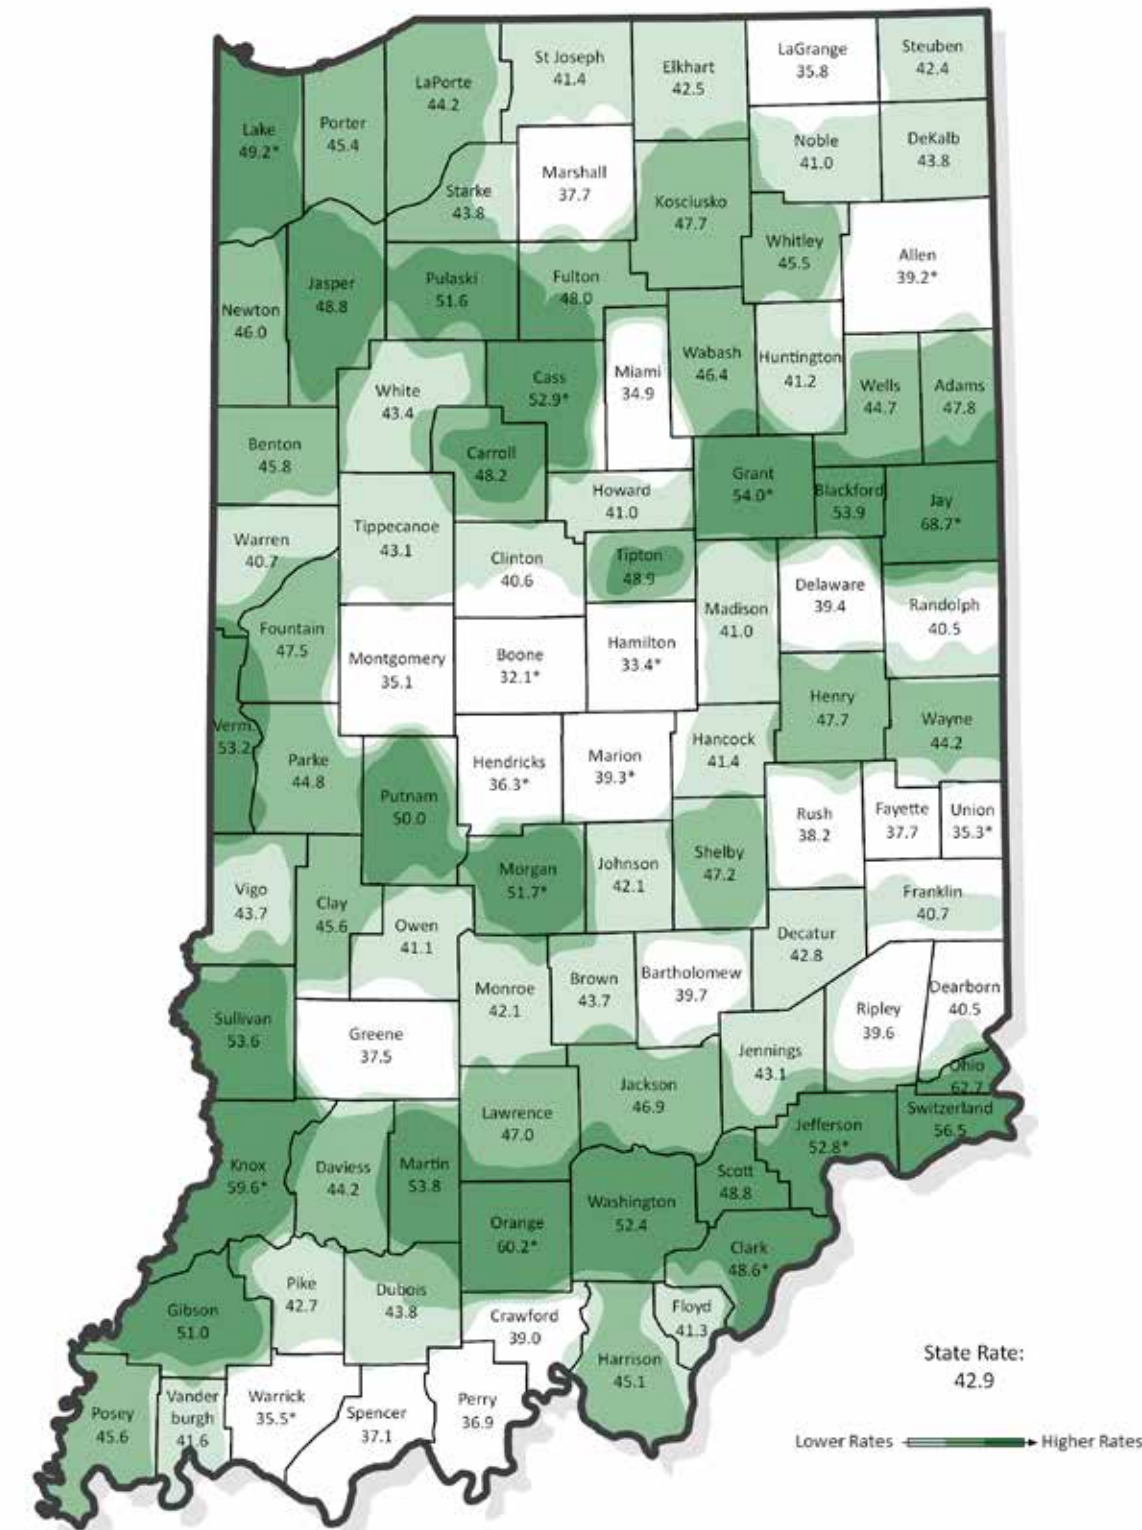 St Joseph
41.4
Elkhart
42.5
LaGrange
35.8
Steuben
42.4
LaPorte
44.2
Lake
49.2*
Porter
45.4
Noble
41.0
DeKalb
43.8
Starke
43.8
Marshall
37.7
Kosciusko
47.7
Whitley
45.5
Allen
39.2*
Newton
46.0
Jasper
48.8
Pulaski
51.6
Fulton
48.0
Miami
34.9
Wabash
46.4
Huntington
41.2
Wells
44.7
Adams
47.8
White
43.4
Cass
52.9*
Benton
45.8
Carroll
48.2
Howard
41.0
Grant
54.0*
Blackford
53.9
Jay
68.7*
Warren
40.7
Tippecanoe
43.1
Clinton
40.6
Tipton
48.9
Madison
41.0
Delaware
39.4
Randolph
40.5
Fountain
47.5
Montgomery
35.1
Boone
32.1*
Hamilton
33.4*
Henry
47.7
Wayne
44.2
Verm.
53.2
Parke
44.8
Putnam
50.0
Hendricks
36.3*
Marion
39.3*
Hancock
41.4
Rush
38.2
Fayette
37.7
Union
35.3*
Vigo
43.7
Clay
45.6
Owen
41.1
Morgan
51.7*
Johnson
42.1
Shelby
47.2
Franklin
40.7
Decatur
42.8
Sullivan
53.6
Greene
37.5
Monroe
42.1
Brown
43.7
Bartholomew
39.7
Jennings
43.1
Ripley
39.6
Dearborn
40.5
Ohio
62.7
Switzerland
56.5
Knox
59.6*
Daviess
44.2
Martin
53.8
Lawrence
47.0
Jackson
46.9
Jefferson
52.8*
Scott
48.8
Orange
60.2*
Washington
52.4
Clark
48.6*
Gibson
51.0
Pike
42.7
Dubois
43.8
Crawford
39.0
Floyd
41.3
Harrison
45.1
Posey
45.6
Vander
burgh
41.6
Warrick
35.5*
Spencer
37.1
Perry
36.9
State Rate:
42.9
Lower Rates
Higher Rates